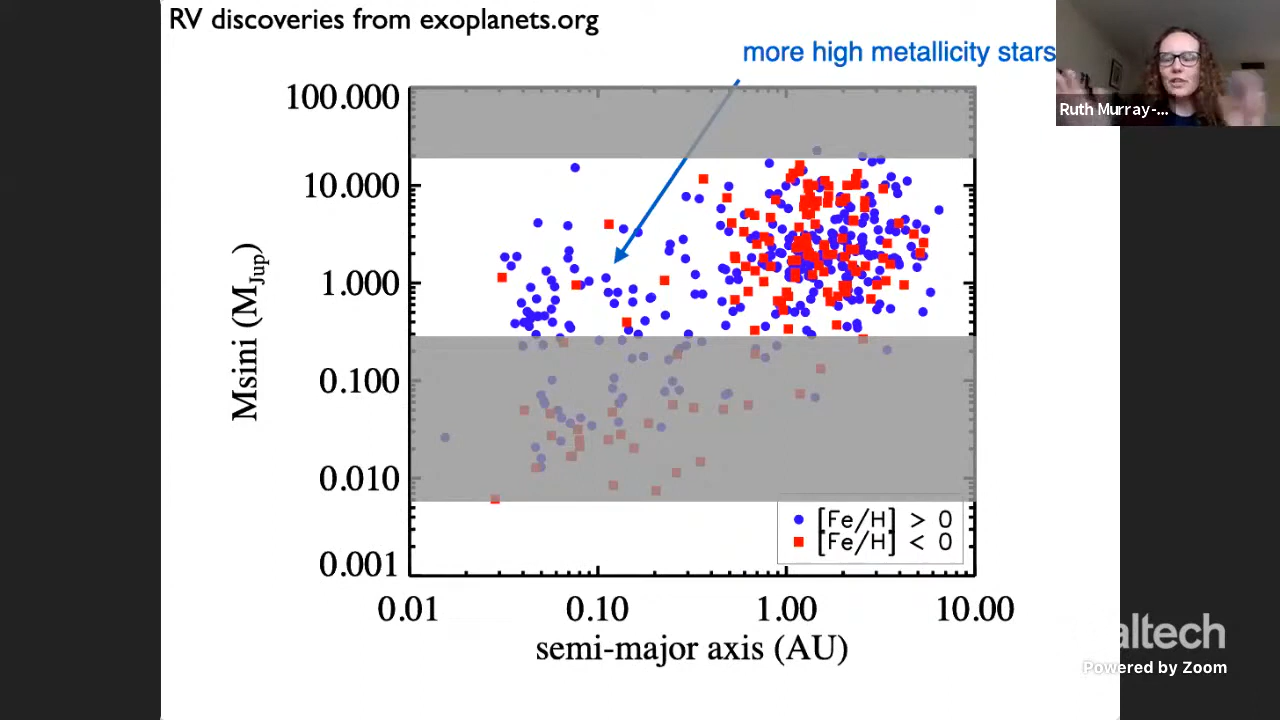 RV discoveries from exoplanets.org
more high metallicity stars
Ruth Murray-...
100.000
10.000
1.000
0.100
0.010
0.001
Msini (MJup)
[Fe/H] > 0
[Fe/H] < 0
0.01 0.10 1.00 10.00
semi-major axis (AU)
altech
Powered by Zoom